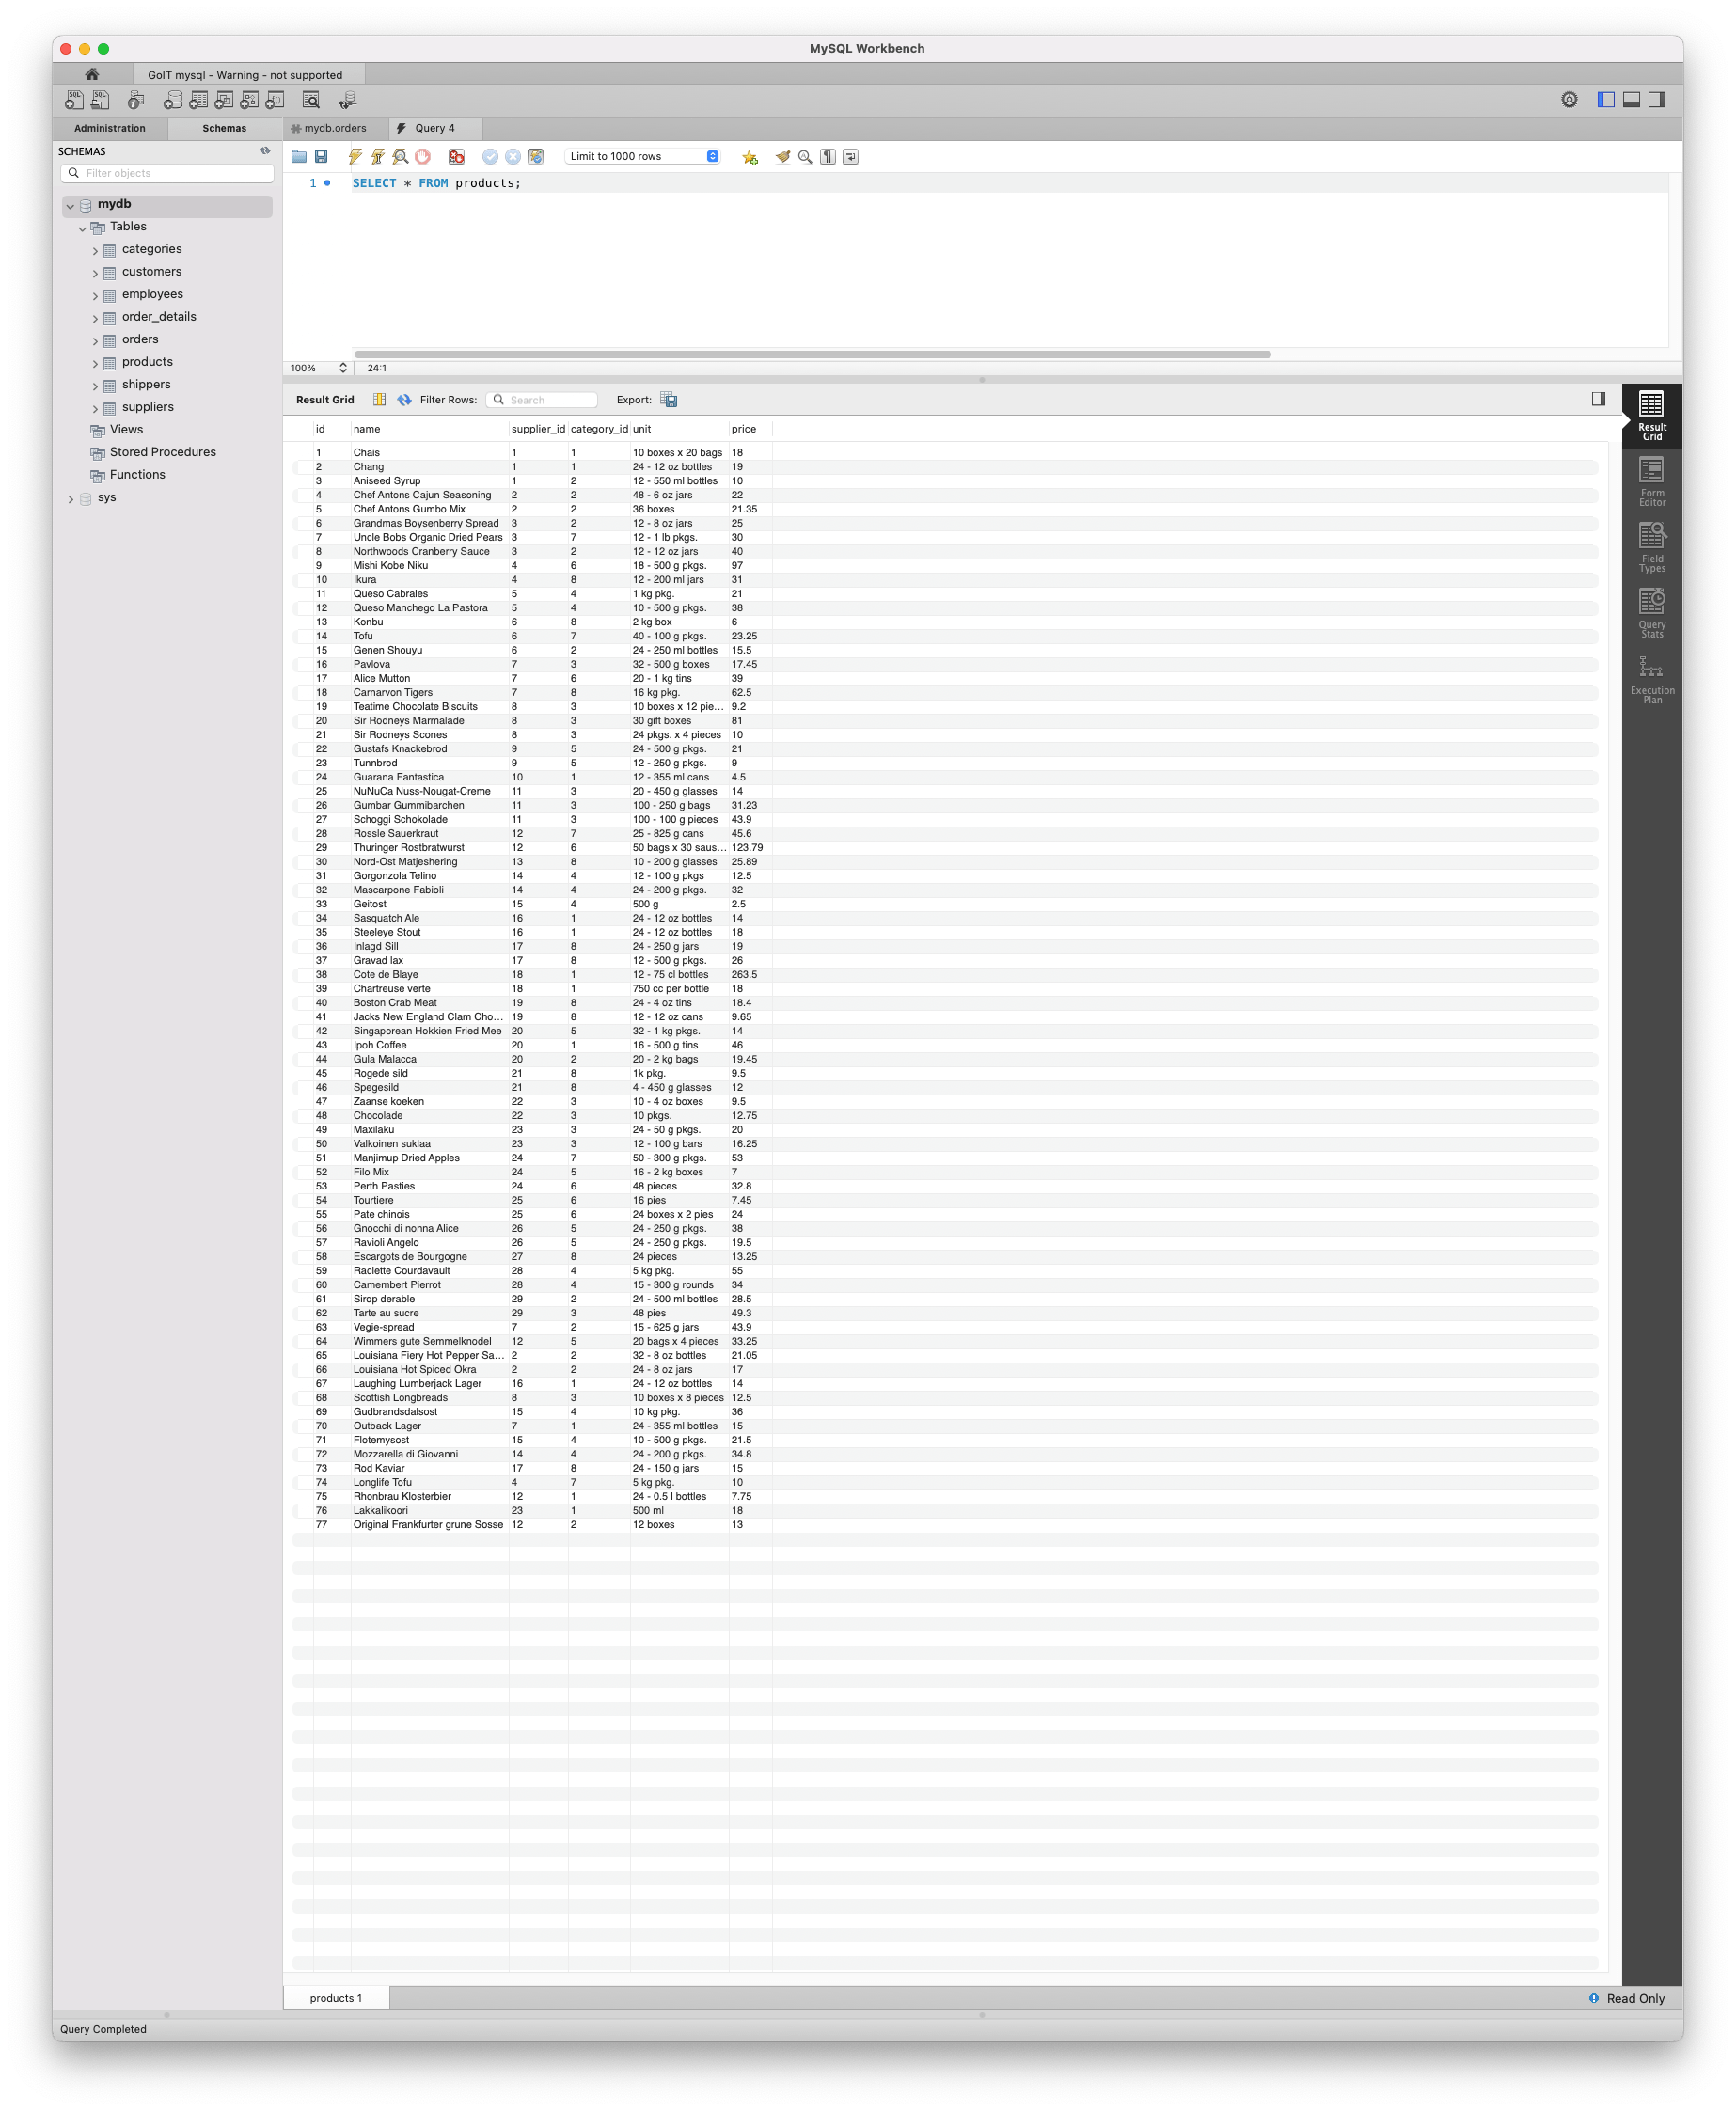 MySQL Workbench
GoIT mysql - Warning - not supported
Administration Schemas mydb.orders Query 4
SCHEMAS
Filter objects
Limit to 1000 rows
1 SELECT * FROM products;
mydb
Tables
categories
customers
employees
order_details
orders
products
shippers
suppliers
Views
Stored Procedures
Functions
sys
100% 24:1
Result Grid Filter Rows: Search Export:
id name supplier_id category_id unit price
1 Chais 1 1 10 boxes x 20 bags 18
2 Chang 1 1 24 - 12 oz bottles 19
3 Aniseed Syrup 1 2 12 - 550 ml bottles 10
4 Chef Antons Cajun Seasoning 2 2 48 - 6 oz jars 22
5 Chef Antons Gumbo Mix 2 2 36 boxes 21.35
6 Grandmas Boysenberry Spread 3 2 12 - 8 oz jars 25
7 Uncle Bobs Organic Dried Pears 3 7 12 - 1 lb pkgs. 30
8 Northwoods Cranberry Sauce 3 2 12 - 12 oz jars 40
9 Mishi Kobe Niku 4 6 18 - 500 g pkgs. 97
10 Ikura 4 8 12 - 200 ml jars 31
11 Queso Cabrales 5 4 1 kg pkg. 21
12 Queso Manchego La Pastora 5 4 10 - 500 g pkgs. 38
13 Konbu 6 8 2 kg box 6
14 Tofu 6 7 40 - 100 g pkgs. 23.25
15 Genen Shouyu 6 2 24 - 250 ml bottles 15.5
16 Pavlova 7 3 32 - 500 g boxes 17.45
17 Alice Mutton 7 6 20 - 1 kg tins 39
18 Carnarvon Tigers 7 8 16 kg pkg. 62.5
19 Teatime Chocolate Biscuits 8 3 10 boxes x 12 pie... 9.2
20 Sir Rodneys Marmalade 8 3 30 gift boxes 81
21 Sir Rodneys Scones 8 3 24 pkgs. x 4 pieces 10
22 Gustafs Knackebrod 9 5 24 - 500 g pkgs. 21
23 Tunnbrod 9 5 12 - 250 g pkgs. 9
24 Guarana Fantastica 10 1 12 - 355 ml cans 4.5
25 NuNuCa Nuss-Nougat-Creme 11 3 20 - 450 g glasses 14
26 Gumbar Gummibarchen 11 3 100 - 250 g bags 31.23
27 Schoggi Schokolade 11 3 100 - 100 g pieces 43.9
28 Rossle Sauerkraut 12 7 25 - 825 g cans 45.6
29 Thuringer Rostbratwurst 12 6 50 bags x 30 saus... 123.79
30 Nord-Ost Matjeshering 13 8 10 - 200 g glasses 25.89
31 Gorgonzola Telino 14 4 12 - 100 g pkgs 12.5
32 Mascarpone Fabioli 14 4 24 - 200 g pkgs. 32
33 Geitost 15 4 500 g 2.5
34 Sasquatch Ale 16 1 24 - 12 oz bottles 14
35 Steeleye Stout 16 1 24 - 12 oz bottles 18
36 Inlagd Sill 17 8 24 - 250 g jars 19
37 Gravad lax 17 8 12 - 500 g pkgs. 26
38 Cote de Blaye 18 1 12 - 75 cl bottles 263.5
39 Chartreuse verte 18 1 750 cc per bottle 18
40 Boston Crab Meat 19 8 24 - 4 oz tins 18.4
41 Jacks New England Clam Cho... 19 8 12 - 12 oz cans 9.65
42 Singaporean Hokkien Fried Mee 20 5 32 - 1 kg pkgs. 14
43 Ipoh Coffee 20 1 16 - 500 g tins 46
44 Gula Malacca 20 2 20 - 2 kg bags 19.45
45 Rogede sild 21 8 1k pkg. 9.5
46 Spegesild 21 8 4 - 450 g glasses 12
47 Zaanse koeken 22 3 10 - 4 oz boxes 9.5
48 Chocolade 22 3 10 pkgs. 12.75
49 Maxilaku 23 3 24 - 50 g pkgs. 20
50 Valkoinen suklaa 23 3 12 - 100 g bars 16.25
51 Manjimup Dried Apples 24 7 50 - 300 g pkgs. 53
52 Filo Mix 24 5 16 - 2 kg boxes 7
53 Perth Pasties 24 6 48 pieces 32.8
54 Tourtiere 25 6 16 pies 7.45
55 Pate chinois 25 6 24 boxes x 2 pies 24
56 Gnocchi di nonna Alice 26 5 24 - 250 g pkgs. 38
57 Ravioli Angelo 26 5 24 - 250 g pkgs. 19.5
58 Escargots de Bourgogne 27 8 24 pieces 13.25
59 Raclette Courdavault 28 4 5 kg pkg. 55
60 Camembert Pierrot 28 4 15 - 300 g rounds 34
61 Sirop derable 29 2 24 - 500 ml bottles 28.5
62 Tarte au sucre 29 3 48 pies 49.3
63 Vegie-spread 7 2 15 - 625 g jars 43.9
64 Wimmers gute Semmelknodel 12 5 20 bags x 4 pieces 33.25
65 Louisiana Fiery Hot Pepper Sa... 2 2 32 - 8 oz bottles 21.05
66 Louisiana Hot Spiced Okra 2 2 24 - 8 oz jars 17
67 Laughing Lumberjack Lager 16 1 24 - 12 oz bottles 14
68 Scottish Longbreads 8 3 10 boxes x 8 pieces 12.5
69 Gudbrandsdalsost 15 4 10 kg pkg. 36
70 Outback Lager 7 1 24 - 355 ml bottles 15
71 Flotemysost 15 4 10 - 500 g pkgs. 21.5
72 Mozzarella di Giovanni 14 4 24 - 200 g pkgs. 34.8
73 Rod Kaviar 17 8 24 - 150 g jars 15
74 Longlife Tofu 4 7 5 kg pkg. 10
75 Rhonbrau Klosterbier 12 1 24 - 0.5 l bottles 7.75
76 Lakkalikoori 23 1 500 ml 18
77 Original Frankfurter grune Sosse 12 2 12 boxes 13
Result
Grid
Form
Editor
Field
Types
Query
Stats
Execution
Plan
products 1
Read Only
Query Completed